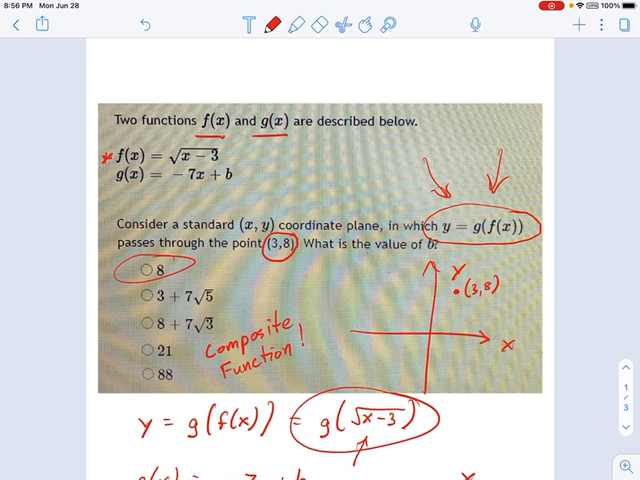 8:56 PM Mon Jun 28
VPN 100%
T
Two functions f(x) and g(x) are described below.
* f(x) = √(x − 3)
g(x) = − 7x + b
Consider a standard (x, y) coordinate plane, in which y = g(f(x))
passes through the point (3,8). What is the value of b?
8
3 + 7√5
8 + 7√3
21
88
Composite
Function!
Y
(3,8)
X
y = g(f(x)) = g(√x−3)
1
/
3